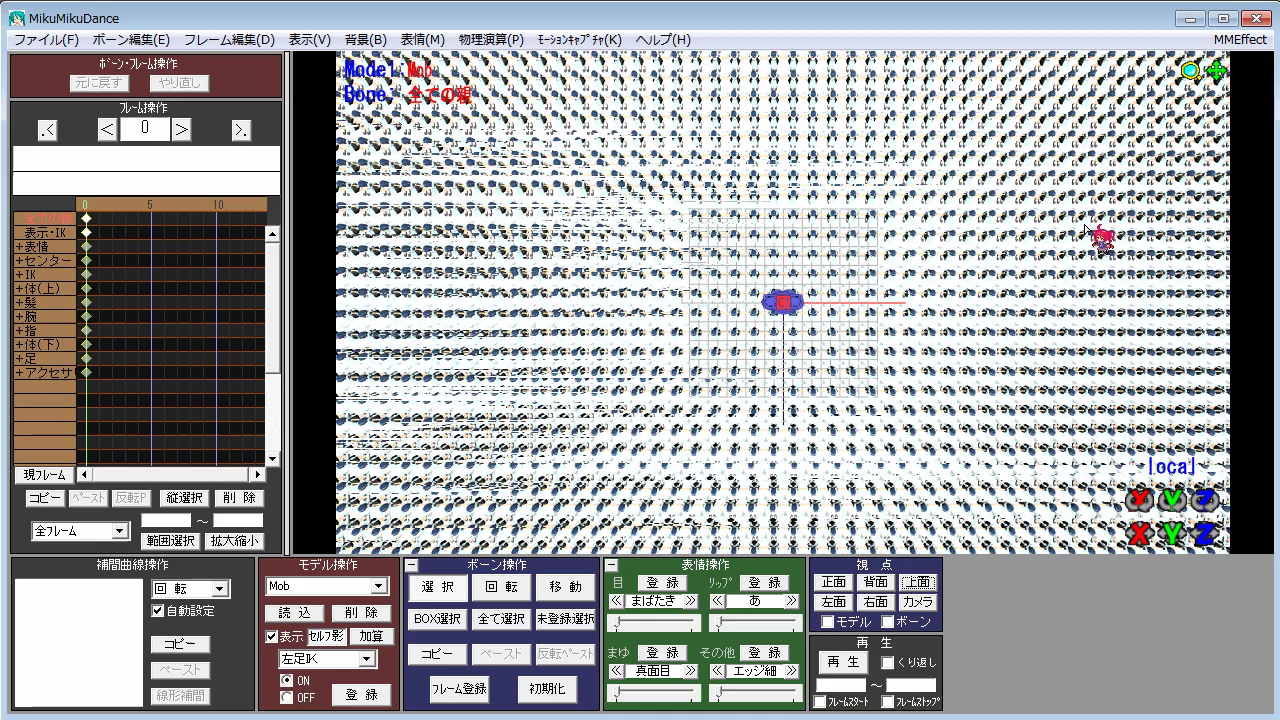 MikuMikuDance
ファイル(F) ボーン編集(E) フレーム編集(D) 表示(V) 背景(B) 表情(M) 物理演算(P) ﾓｰｼｮﾝｷｬﾌﾟﾁｬ(K) ヘルプ(H) MMEffect
ボーン・フレーム操作
元に戻す やり直し
フレーム操作
.< < 0 > >.
0 5 10
全ての親
表示・IK
+表情
+センター
+IK
+体(上)
+髪
+腕
+指
+体(下)
+足
+アクセサ
現フレーム
コピー ペースト 反転P 縦選択 削 除
全フレーム ～
範囲選択 拡大縮小
Model: Mob
Bone: 全ての親
local
X Y Z
X Y Z
補間曲線操作
回 転
自動設定
コピー
ペースト
線形補間
モデル操作
Mob
読 込 削 除
表示 セルフ影 加算
左足IK
ON
OFF 登 録
ボーン操作
選 択 回 転 移 動
BOX選択 全て選択 未登録選択
コピー ペースト 反転ペースト
フレーム登録 初期化
表情操作
目 登 録 リップ 登 録
まばたき あ
まゆ 登 録 その他 登 録
真面目 エッジ細
視 点
正面 背面 上面
左面 右面 カメラ
モデル ボーン
再 生
再 生 くり返し
～
ﾌﾚｰﾑｽﾀｰﾄ ﾌﾚｰﾑｽﾄｯﾌﾟ